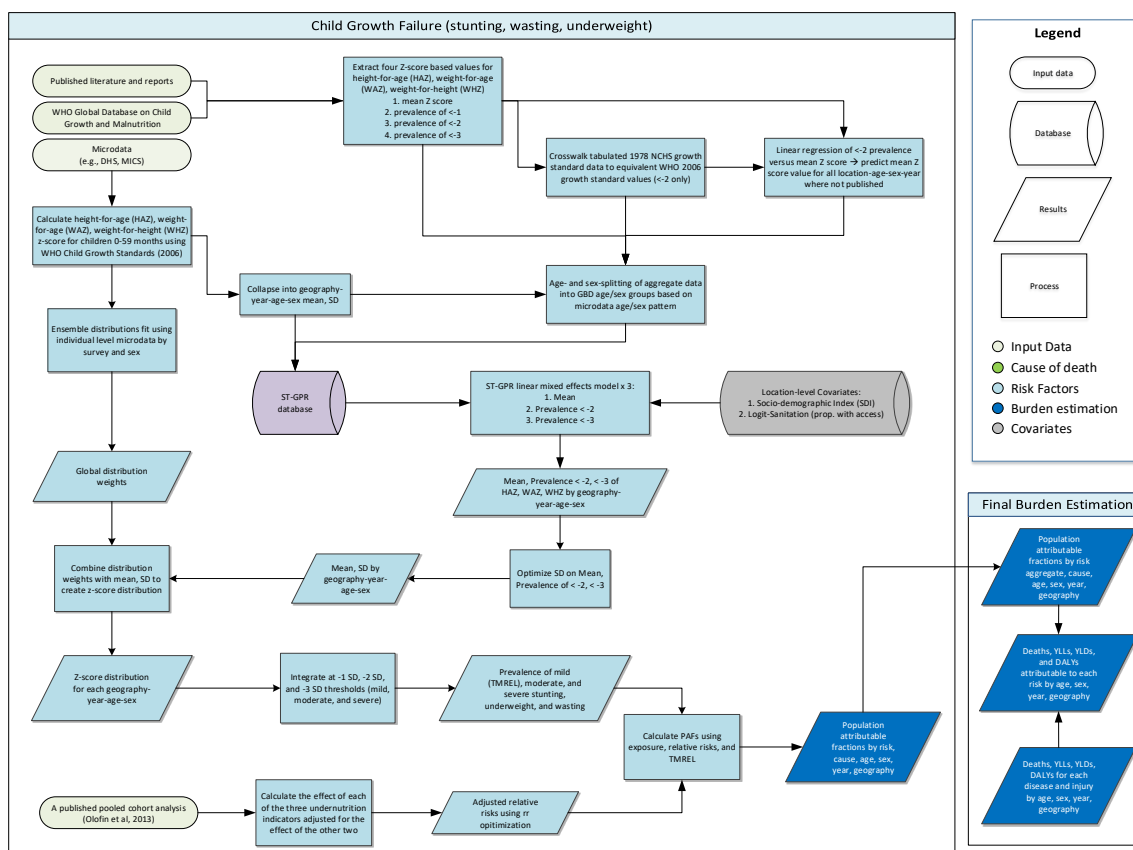 Child Growth Failure (stunting, wasting, underweight)
Published literature and reports
WHO Global Database on Child
Growth and Malnutrition
Microdata
(e.g., DHS, MICS)
Extract four Z-score based values for
height-for-age (HAZ), weight-for-age
(WAZ), weight-for-height (WHZ)
1. mean Z score
2. prevalence of <-1
3. prevalence of <-2
4. prevalence of <-3
Crosswalk tabulated 1978 NCHS growth
standard data to equivalent WHO 2006
growth standard values (<-2 only)
Linear regression of <-2 prevalence
versus mean Z score → predict mean Z
score value for all location-age-sex-year
where not published
Calculate height-for-age (HAZ), weight-
for-age (WAZ), weight-for-height (WHZ)
z-score for children 0-59 months using
WHO Child Growth Standards (2006)
Collapse into geography-
year-age-sex mean, SD
Age- and sex-splitting of aggregate data
into GBD age/sex groups based on
microdata age/sex pattern
Ensemble distributions fit using
individual level microdata by
survey and sex
ST-GPR
database
ST-GPR linear mixed effects model x 3:
1. Mean
2. Prevalence < -2
3. Prevalence < -3
Location-level Covariates:
1. Socio-demographic Index (SDI)
2. Logit-Sanitation (prop. with access)
Global distribution
weights
Mean, Prevalence < -2, < -3 of
HAZ, WAZ, WHZ by geography-
year-age-sex
Combine distribution
weights with mean, SD to
create z-score distribution
Mean, SD by
geography-year-
age-sex
Optimize SD on Mean,
Prevalence of < -2, < -3
Z-score distribution
for each geography-
year-age-sex
Integrate at -1 SD, -2 SD,
and -3 SD thresholds (mild,
moderate, and severe)
Prevalence of mild
(TMREL), moderate, and
severe stunting,
underweight, and wasting
Calculate PAFs using
exposure, relative risks, and
TMREL
Population
attributable
fractions by risk,
cause, age, sex,
year, geography
A published pooled cohort analysis
(Olofin et al, 2013)
Calculate the effect of each
of the three undernutrition
indicators adjusted for the
effect of the other two
Adjusted relative
risks using rr
opitimization
Legend
Input data
Database
Results
Process
Input Data
Cause of death
Risk Factors
Burden estimation
Covariates
Final Burden Estimation
Population
attributable
fractions by risk
aggregate, cause,
age, sex, year,
geography
Deaths, YLLs, YLDs,
and DALYs
attributable to each
risk by age, sex,
year, geography
Deaths, YLLs, YLDs,
DALYs for each
disease and injury
by age, sex, year,
geography